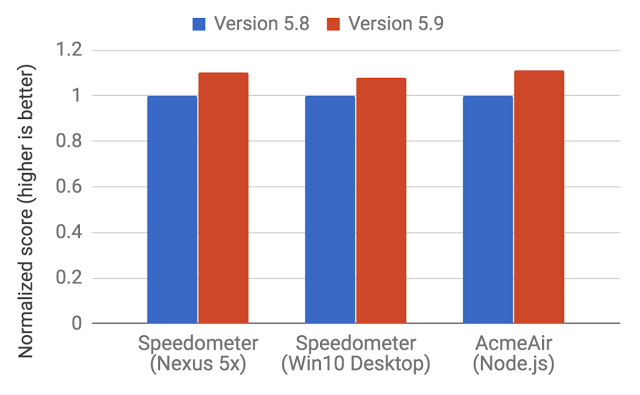 Version 5.8 Version 5.9
Normalized score (higher is better)
1.2
1
0.8
0.6
0.4
0.2
0
Speedometer
(Nexus 5x)
Speedometer
(Win10 Desktop)
AcmeAir
(Node.js)